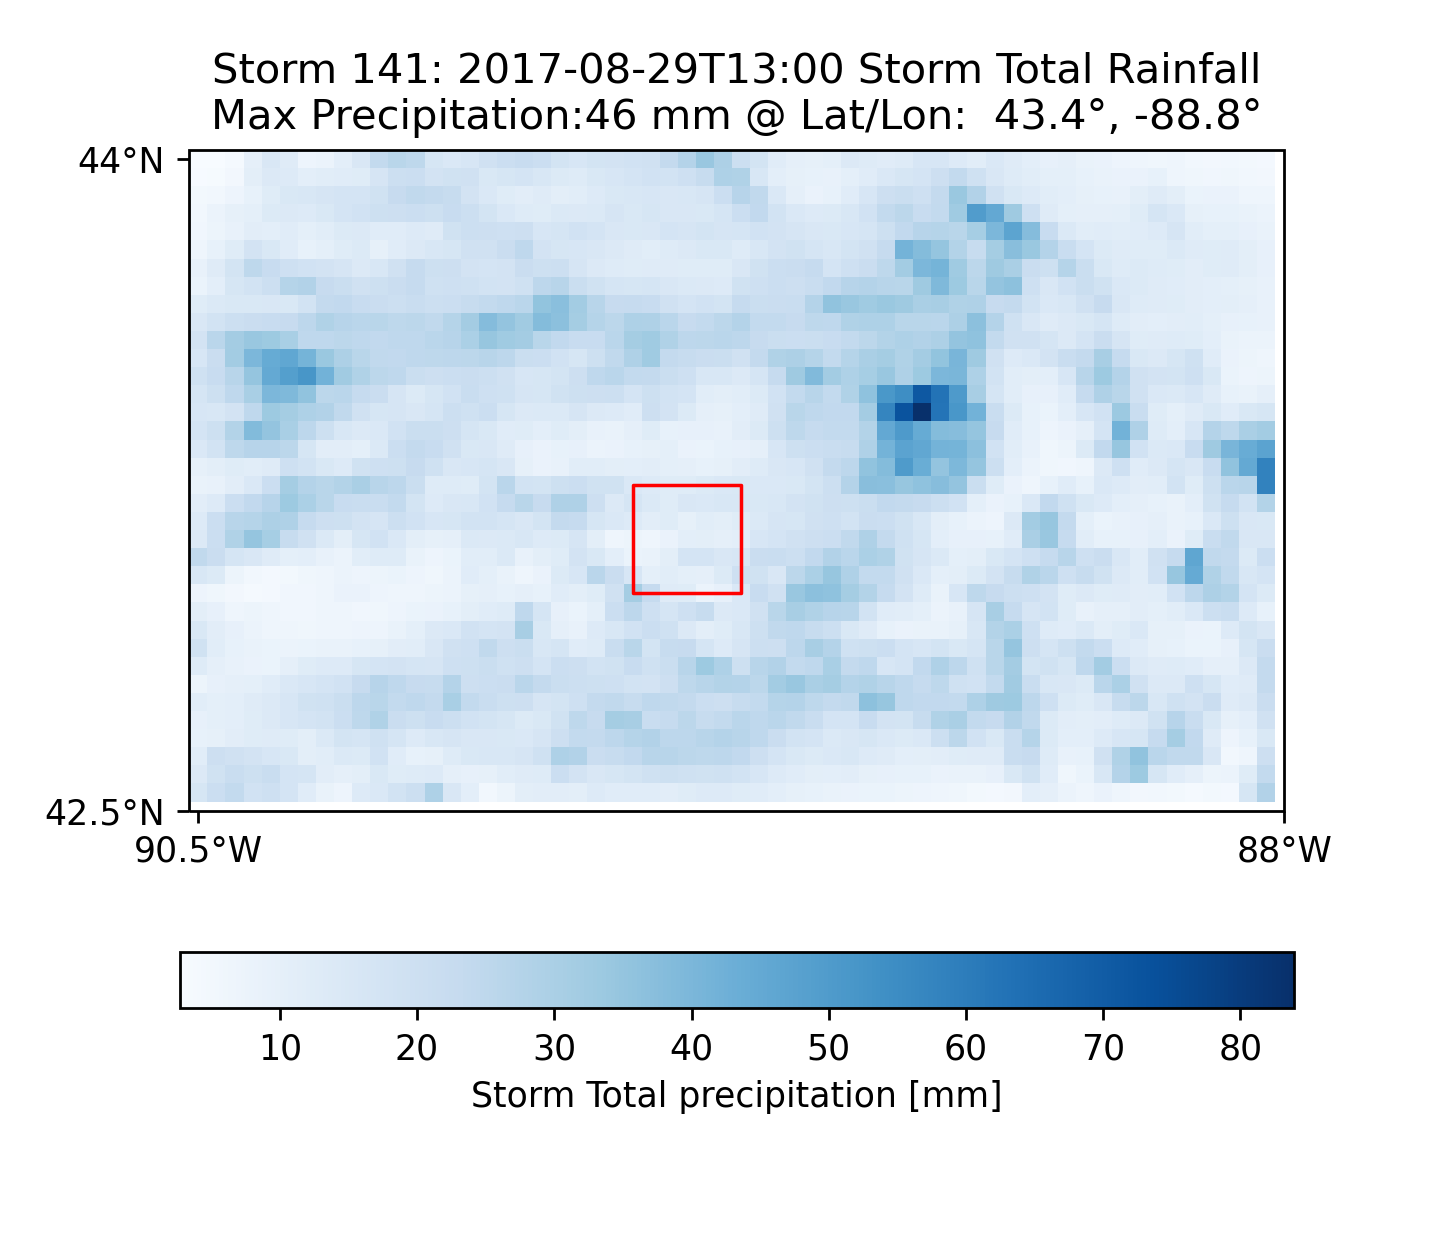 Storm 141: 2017-08-29T13:00 Storm Total Rainfall
Max Precipitation:46 mm @ Lat/Lon:  43.4°, -88.8°
44°N
42.5°N
90.5°W 88°W
10 20 30 40 50 60 70 80
Storm Total precipitation [mm]